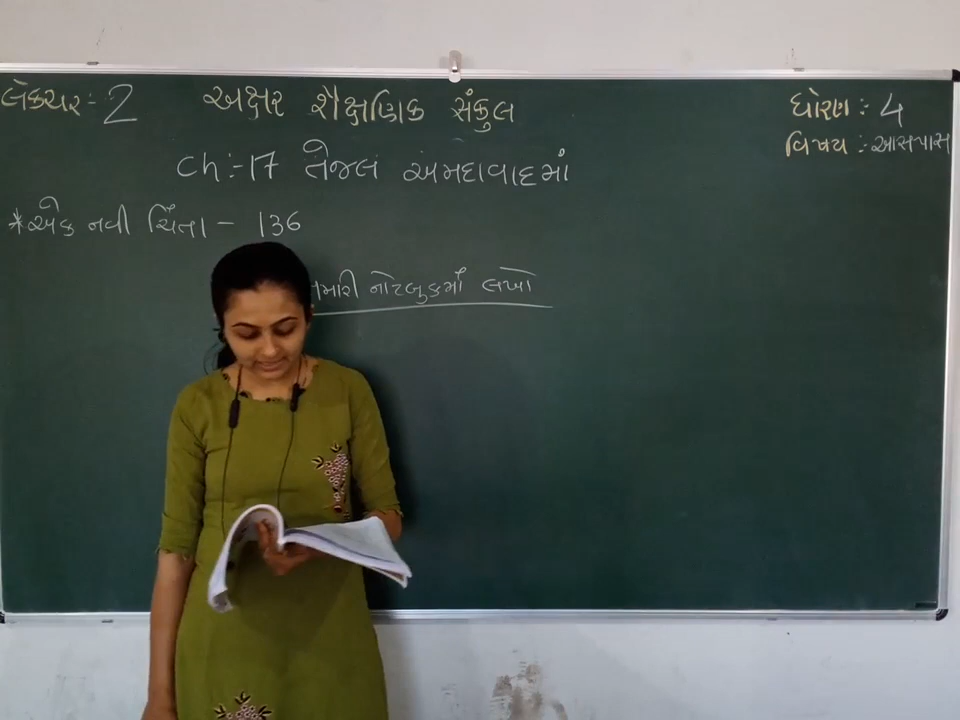 લેક્ચર :- 2 અક્ષર શૈક્ષણિક સંકુલ ધોરણ :- 4
વિષય :- આસપાસ
ch :- 17 તેજલ અમદાવાદમાં
* એક નવી ચિંતા - 136
તમારી નોટબુકમાં લખો